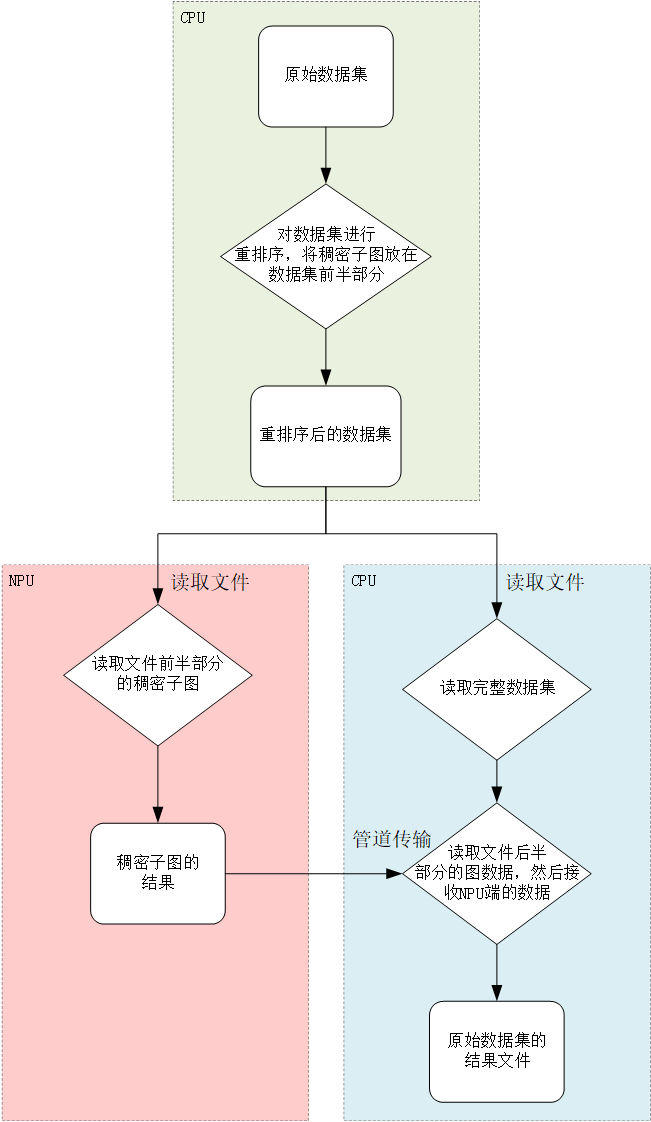 CPU
原始数据集
对数据集进行
重排序，将稠密子图放在
数据集前半部分
重排序后的数据集
NPU
读取文件
读取文件前半部分
的稠密子图
稠密子图的
结果
CPU
读取文件
读取完整数据集
管道传输
读取文件后半
部分的图数据，然后接
收NPU端的数据
原始数据集的
结果文件